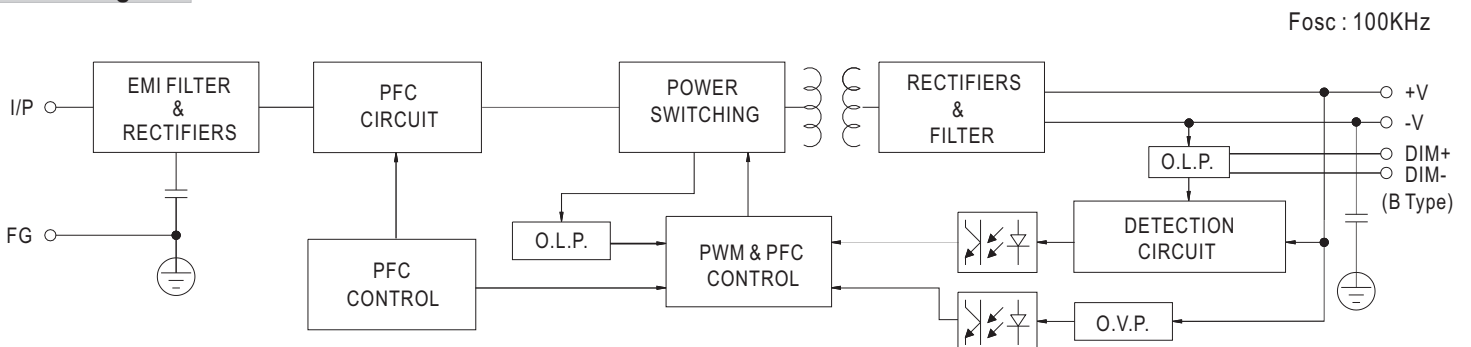 Fosc : 100KHz
I/P
EMI FILTER
&
RECTIFIERS
PFC
CIRCUIT
POWER
SWITCHING
RECTIFIERS
&
FILTER
+V
-V
O.L.P.
DIM+
DIM-
(B Type)
FG
O.L.P.
PFC
CONTROL
PWM & PFC
CONTROL
DETECTION
CIRCUIT
O.V.P.